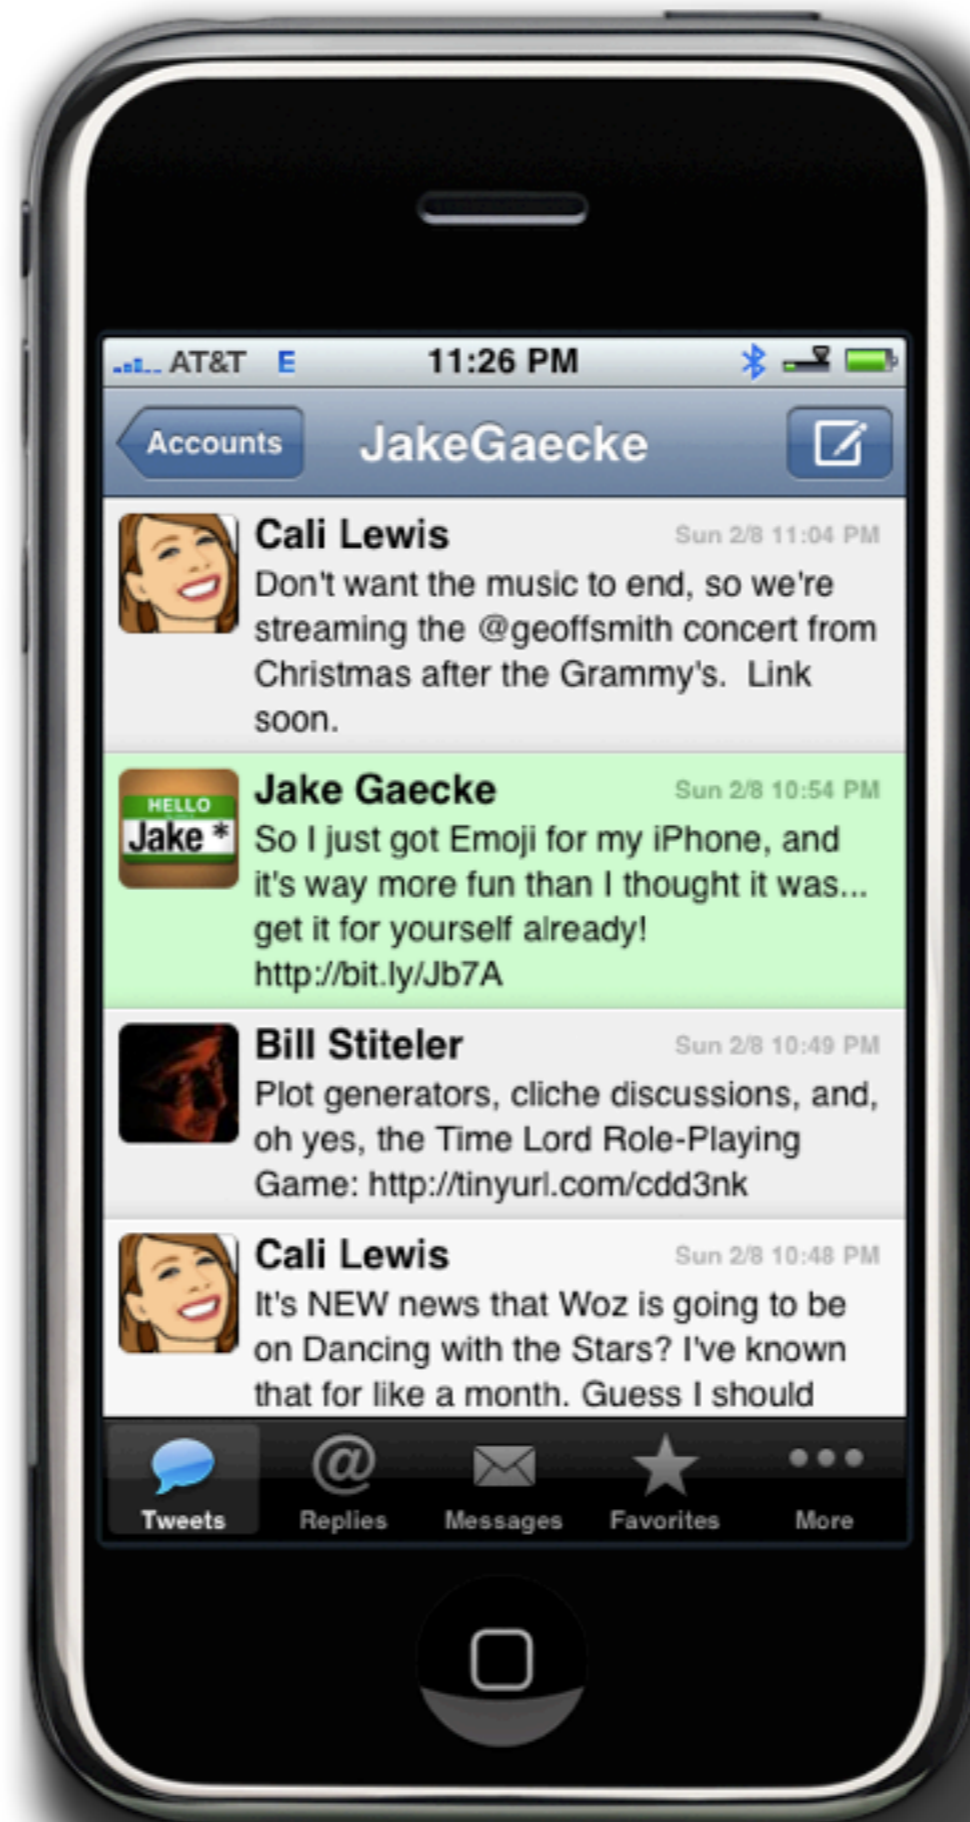 AT&T E 11:26 PM
Accounts JakeGaecke
Cali Lewis Sun 2/8 11:04 PM
Don't want the music to end, so we're
streaming the @geoffsmith concert from
Christmas after the Grammy's.  Link
soon.
HELLO
Jake *
Jake Gaecke Sun 2/8 10:54 PM
So I just got Emoji for my iPhone, and
it's way more fun than I thought it was...
get it for yourself already!
http://bit.ly/Jb7A
Bill Stiteler Sun 2/8 10:49 PM
Plot generators, cliche discussions, and,
oh yes, the Time Lord Role-Playing
Game: http://tinyurl.com/cdd3nk
Cali Lewis Sun 2/8 10:48 PM
It's NEW news that Woz is going to be
on Dancing with the Stars? I've known
that for like a month. Guess I should
Tweets Replies Messages Favorites More